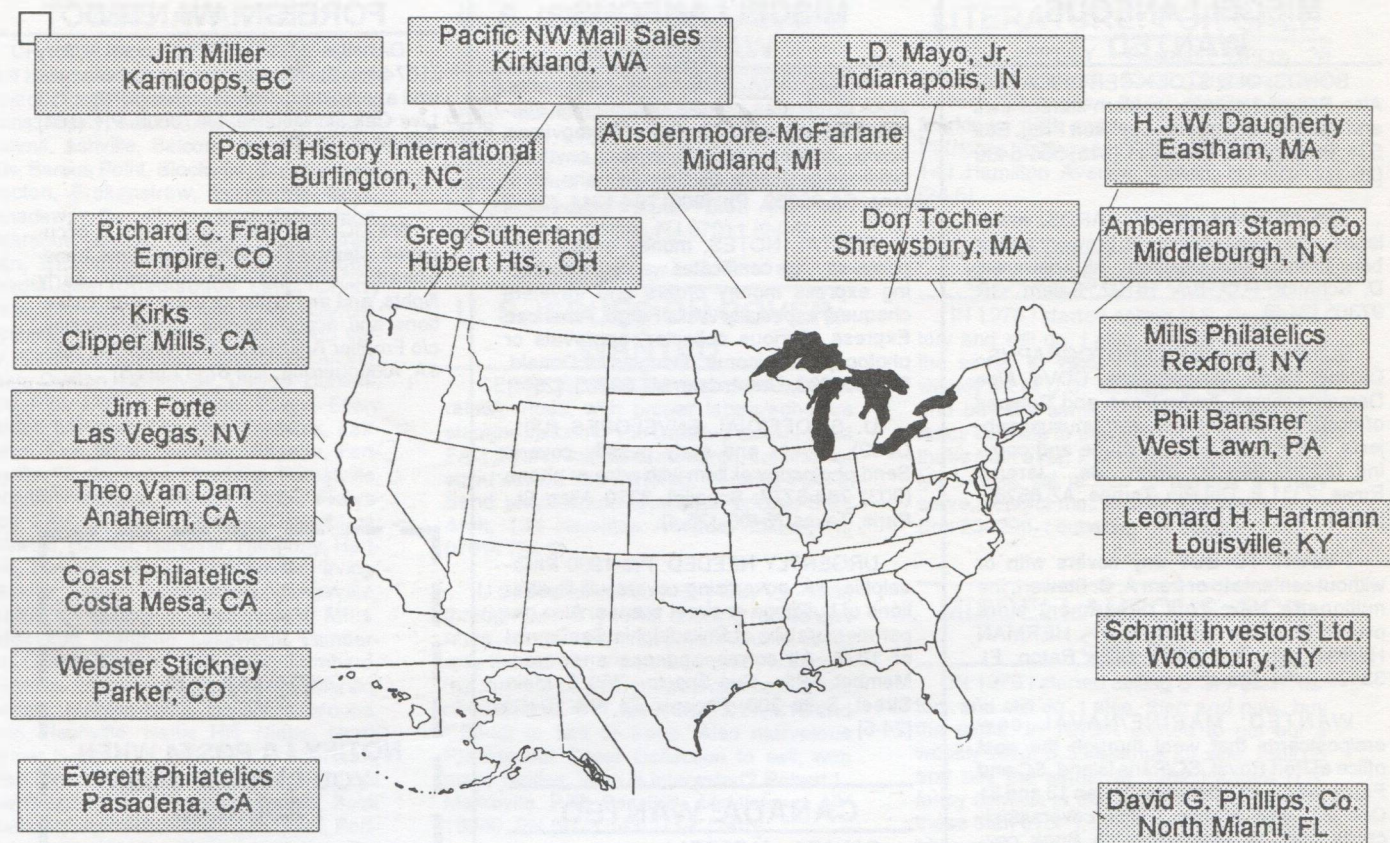 Jim Miller
Kamloops, BC
Pacific NW Mail Sales
Kirkland, WA
L.D. Mayo, Jr.
Indianapolis, IN
Postal History International
Burlington, NC
Ausdenmoore-McFarlane
Midland, MI
H.J.W. Daugherty
Eastham, MA
Richard C. Frajola
Empire, CO
Greg Sutherland
Hubert Hts., OH
Don Tocher
Shrewsbury, MA
Amberman Stamp Co
Middleburgh, NY
Kirks
Clipper Mills, CA
Mills Philatelics
Rexford, NY
Jim Forte
Las Vegas, NV
Phil Bansner
West Lawn, PA
Theo Van Dam
Anaheim, CA
Leonard H. Hartmann
Louisville, KY
Coast Philatelics
Costa Mesa, CA
Schmitt Investors Ltd.
Woodbury, NY
Webster Stickney
Parker, CO
Everett Philatelics
Pasadena, CA
David G. Phillips, Co.
North Miami, FL